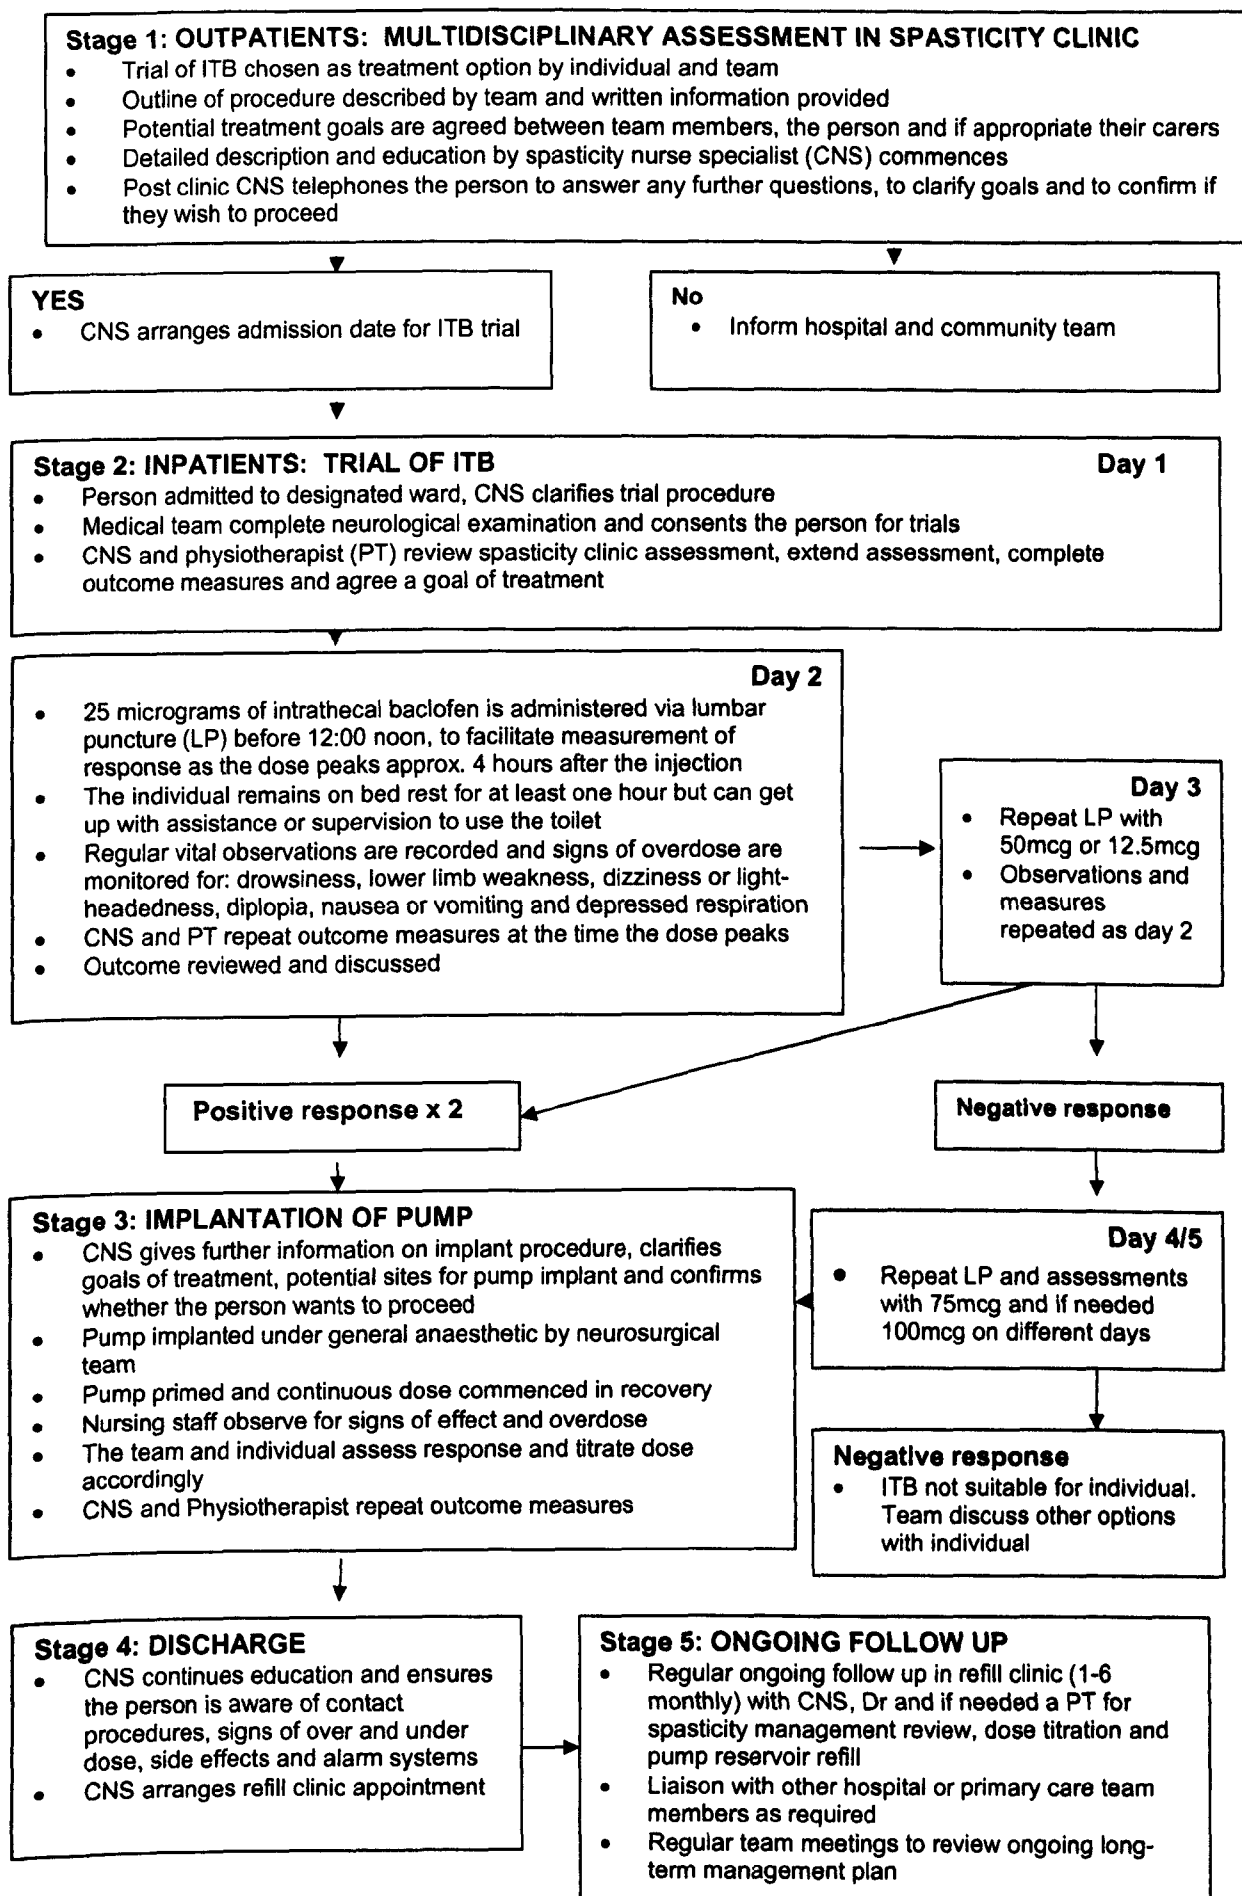 Stage 1: OUTPATIENTS: MULTIDISCIPLINARY ASSESSMENT IN SPASTICITY CLINIC
• Trial of ITB chosen as treatment option by individual and team
• Outline of procedure described by team and written information provided
• Potential treatment goals are agreed between team members, the person and if appropriate their carers
• Detailed description and education by spasticity nurse specialist (CNS) commences
• Post clinic CNS telephones the person to answer any further questions, to clarify goals and to confirm if
they wish to proceed
YES
• CNS arranges admission date for ITB trial
No
• Inform hospital and community team
Stage 2: INPATIENTS: TRIAL OF ITB
Day 1
• Person admitted to designated ward, CNS clarifies trial procedure
• Medical team complete neurological examination and consents the person for trials
• CNS and physiotherapist (PT) review spasticity clinic assessment, extend assessment, complete
outcome measures and agree a goal of treatment
Day 2
• 25 micrograms of intrathecal baclofen is administered via lumbar
puncture (LP) before 12:00 noon, to facilitate measurement of
response as the dose peaks approx. 4 hours after the injection
• The individual remains on bed rest for at least one hour but can get
up with assistance or supervision to use the toilet
• Regular vital observations are recorded and signs of overdose are
monitored for: drowsiness, lower limb weakness, dizziness or light-
headedness, diplopia, nausea or vomiting and depressed respiration
• CNS and PT repeat outcome measures at the time the dose peaks
• Outcome reviewed and discussed
Day 3
• Repeat LP with
50mcg or 12.5mcg
• Observations and
measures
repeated as day 2
Positive response x 2
Negative response
Stage 3: IMPLANTATION OF PUMP
• CNS gives further information on implant procedure, clarifies
goals of treatment, potential sites for pump implant and confirms
whether the person wants to proceed
• Pump implanted under general anaesthetic by neurosurgical
team
• Pump primed and continuous dose commenced in recovery
• Nursing staff observe for signs of effect and overdose
• The team and individual assess response and titrate dose
accordingly
• CNS and Physiotherapist repeat outcome measures
Day 4/5
• Repeat LP and assessments
with 75mcg and if needed
100mcg on different days
Negative response
• ITB not suitable for individual.
Team discuss other options
with individual
Stage 4: DISCHARGE
• CNS continues education and ensures
the person is aware of contact
procedures, signs of over and under
dose, side effects and alarm systems
• CNS arranges refill clinic appointment
Stage 5: ONGOING FOLLOW UP
• Regular ongoing follow up in refill clinic (1-6
monthly) with CNS, Dr and if needed a PT for
spasticity management review, dose titration and
pump reservoir refill
• Liaison with other hospital or primary care team
members as required
• Regular team meetings to review ongoing long-
term management plan